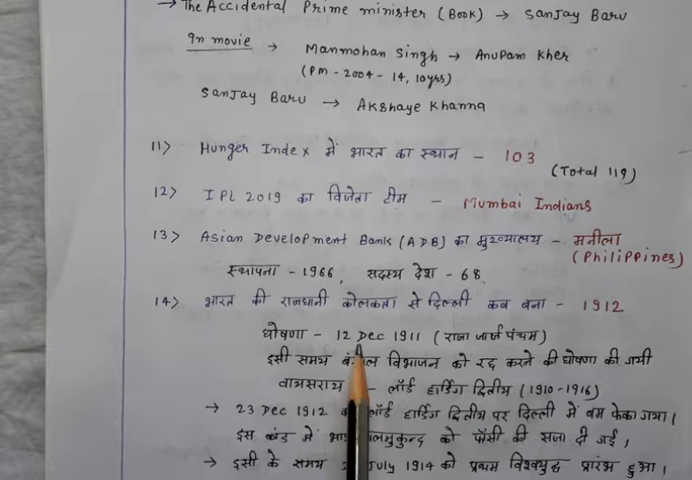 → The Accidental Prime minister (Book) → Sanjay Baru
In movie → Manmohan Singh → Anupam Kher
(PM - 2004 - 14, 10yrs)
Sanjay Baru → Akshaye Khanna
11> Hunger Index में भारत का स्थान - 103
(Total 119)
12> IPL 2019 का विजेता टीम - Mumbai Indians
13> Asian Development Bank (ADB) का मुख्यालय - मनीला
(Philippines)
स्थापना - 1966, सदस्य देश - 68
14> भारत की राजधानी कोलकता से दिल्ली कब बना - 1912
घोषणा - 12 Dec 1911 (राजा जार्ज पंचम)
इसी समय विभाजन को रद्द करने की घोषणा की गयी
वायसराय - लॉर्ड हार्डिंग द्वितीय (1910-1916)
→ 23 Dec 1912 लॉर्ड हार्डिंग द्वितीय पर दिल्ली में बम फेका गया।
इस कांड में को फाँसी की सजा दी गई,
→ इसी के समय July 1914 को प्रथम विश्वयुद्ध प्रारंभ हुआ।